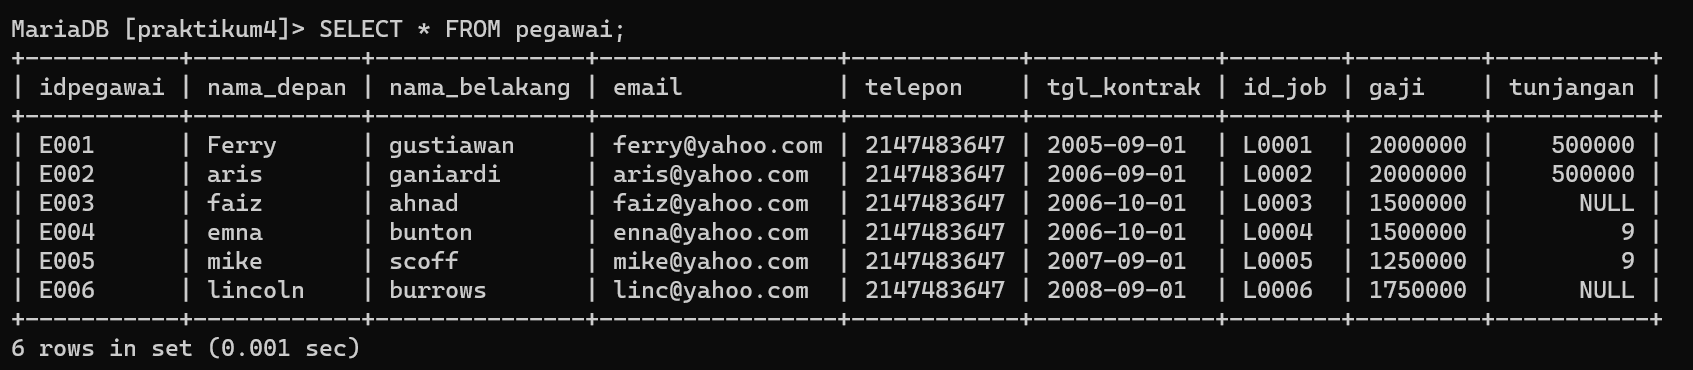 MariaDB [praktikum4]> SELECT * FROM pegawai;
+-----------+------------+---------------+-----------------+------------+-------------+--------+---------+-----------+
| idpegawai | nama_depan | nama_belakang | email           | telepon    | tgl_kontrak | id_job | gaji    | tunjangan |
+-----------+------------+---------------+-----------------+------------+-------------+--------+---------+-----------+
| E001      | Ferry      | gustiawan     | ferry@yahoo.com | 2147483647 | 2005-09-01  | L0001  | 2000000 |    500000 |
| E002      | aris       | ganiardi      | aris@yahoo.com  | 2147483647 | 2006-09-01  | L0002  | 2000000 |    500000 |
| E003      | faiz       | ahnad         | faiz@yahoo.com  | 2147483647 | 2006-10-01  | L0003  | 1500000 |      NULL |
| E004      | emna       | bunton        | enna@yahoo.com  | 2147483647 | 2006-10-01  | L0004  | 1500000 |         9 |
| E005      | mike       | scoff         | mike@yahoo.com  | 2147483647 | 2007-09-01  | L0005  | 1250000 |         9 |
| E006      | lincoln    | burrows       | linc@yahoo.com  | 2147483647 | 2008-09-01  | L0006  | 1750000 |      NULL |
+-----------+------------+---------------+-----------------+------------+-------------+--------+---------+-----------+
6 rows in set (0.001 sec)